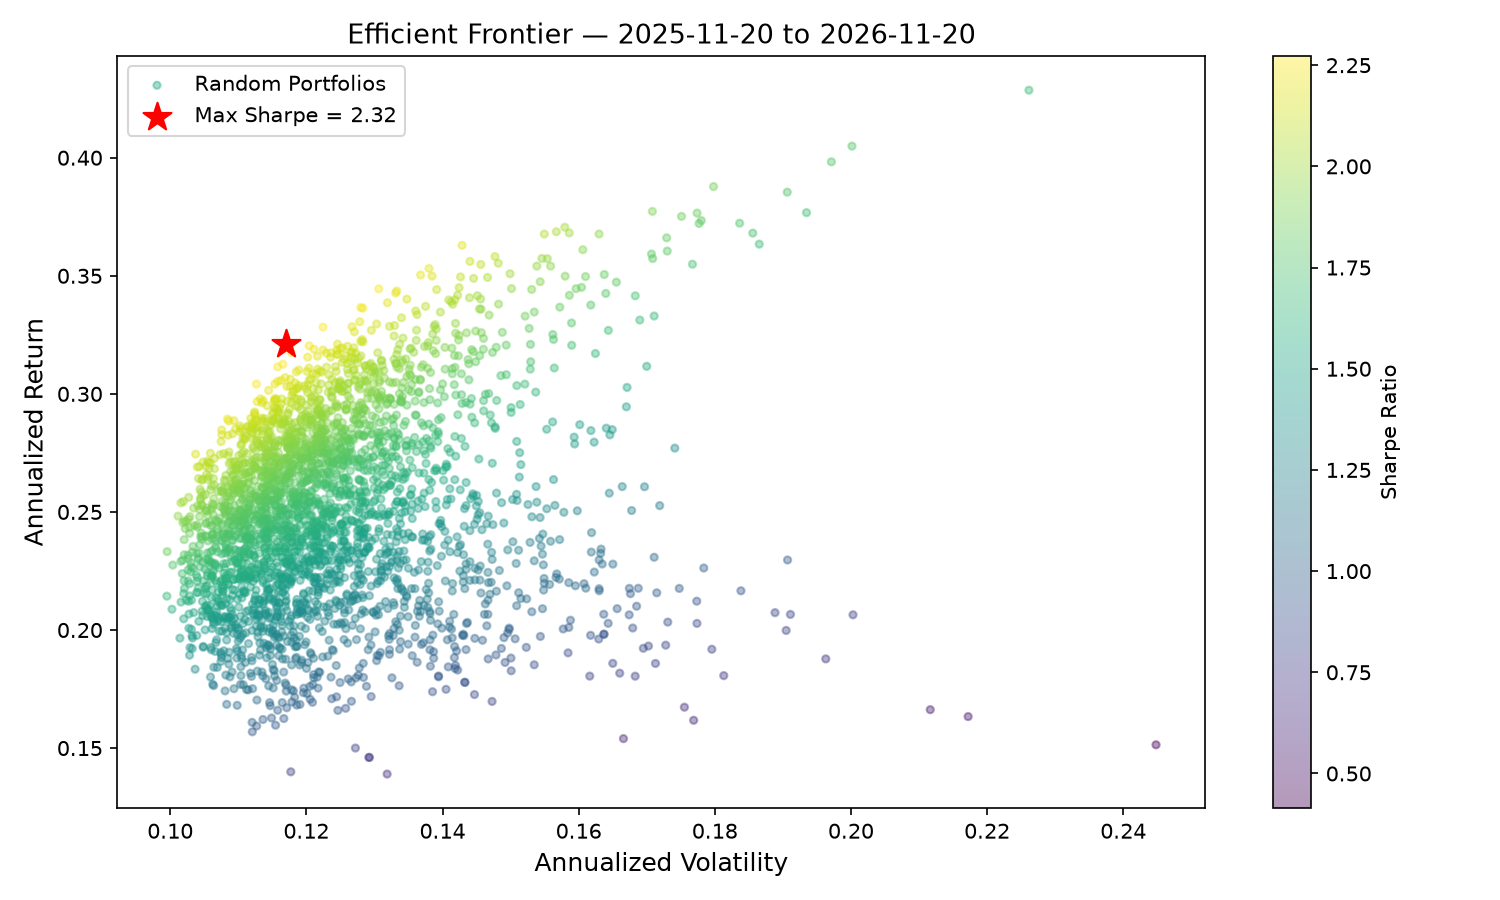 Efficient Frontier — 2025-11-20 to 2026-11-20
Random Portfolios
Max Sharpe = 2.32
Annualized Return
0.40
0.35
0.30
0.25
0.20
0.15
0.10 0.12 0.14 0.16 0.18 0.20 0.22 0.24
Annualized Volatility
2.25
2.00
1.75
1.50
1.25
1.00
0.75
0.50
Sharpe Ratio